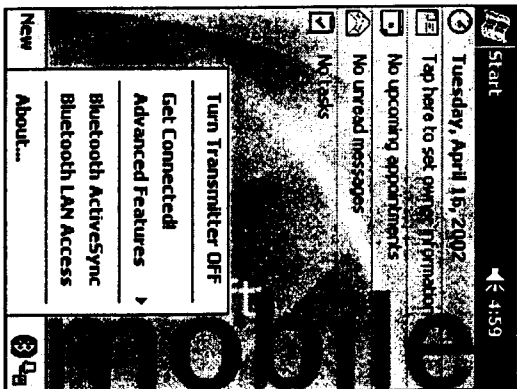 Start 4:59
Tuesday, April 16, 2002
Tap here to set owner information
No upcoming appointments
No unread messages
No tasks
mobile
Turn Transmitter OFF
Get Connected!
Advanced Features
Bluetooth ActiveSync
Bluetooth LAN Access
About...
New